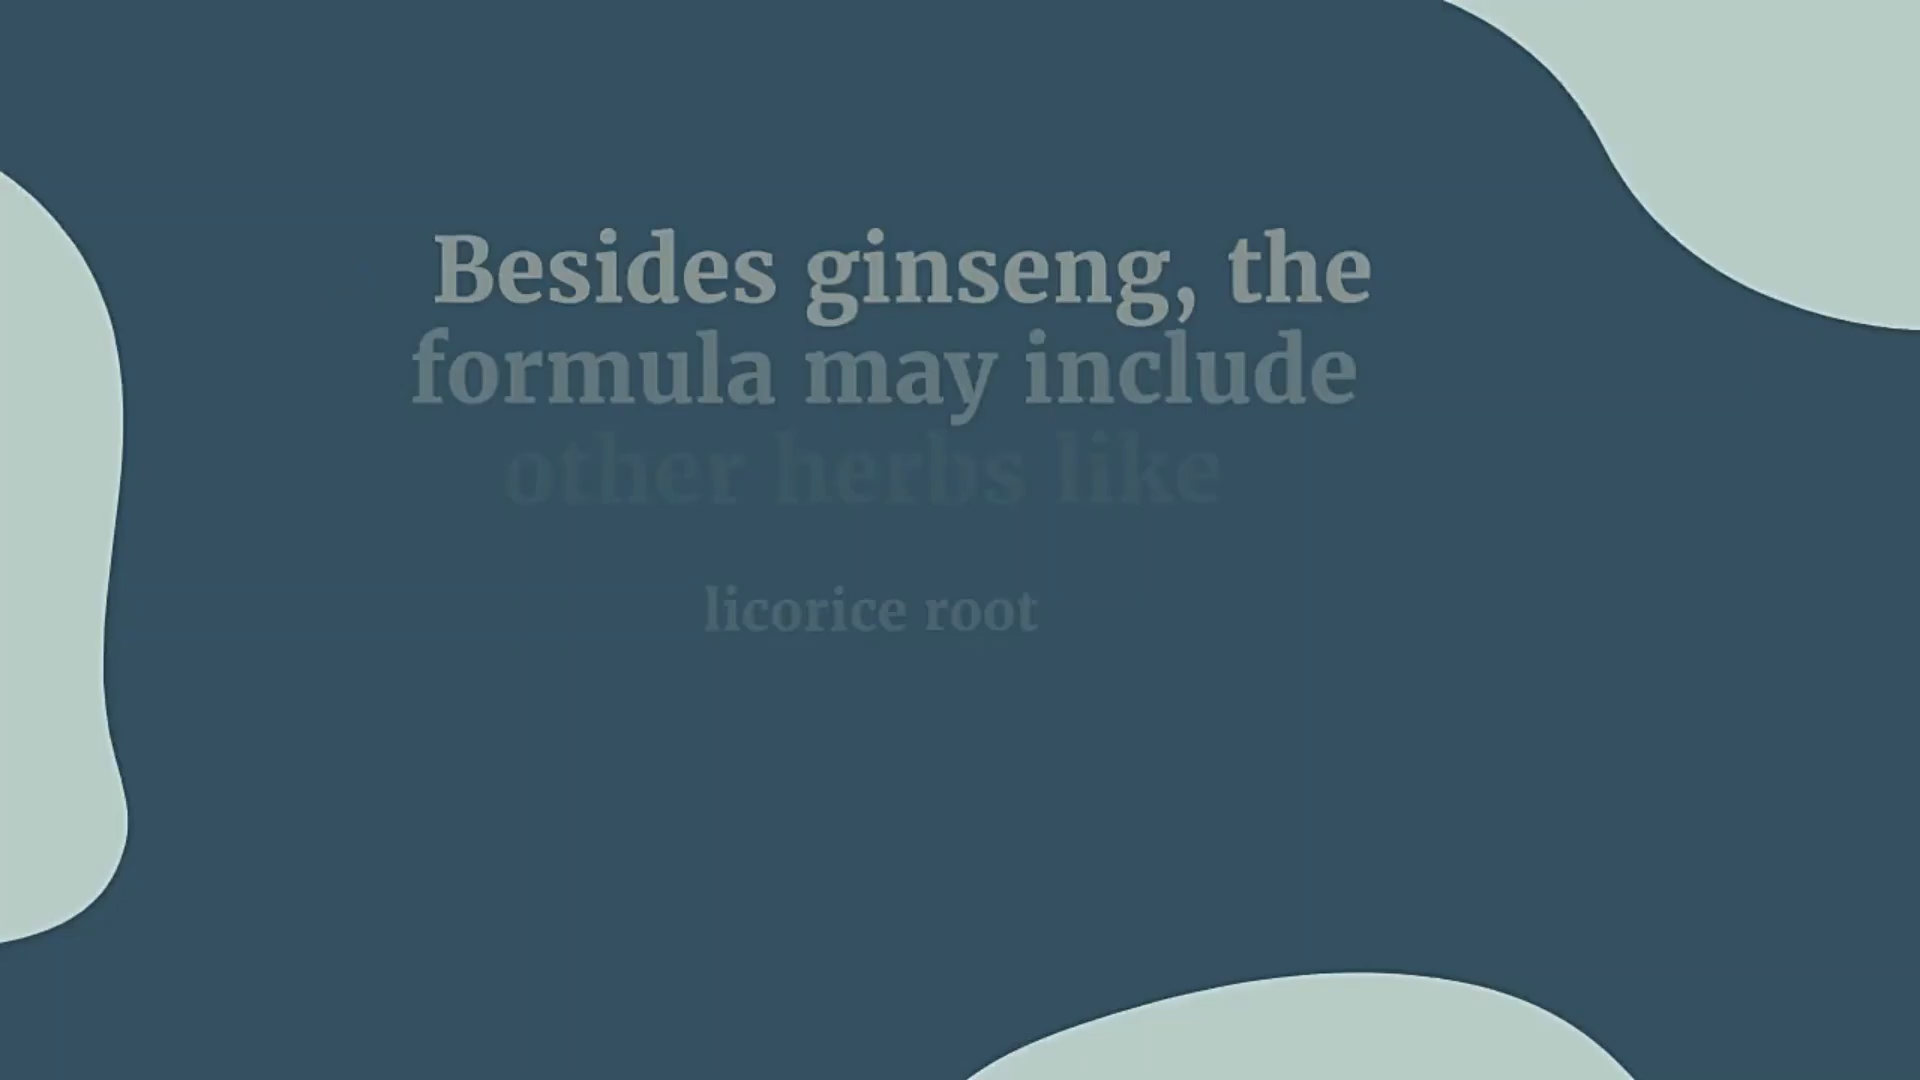 Besides ginseng, the
formula may include
other herbs like
licorice root